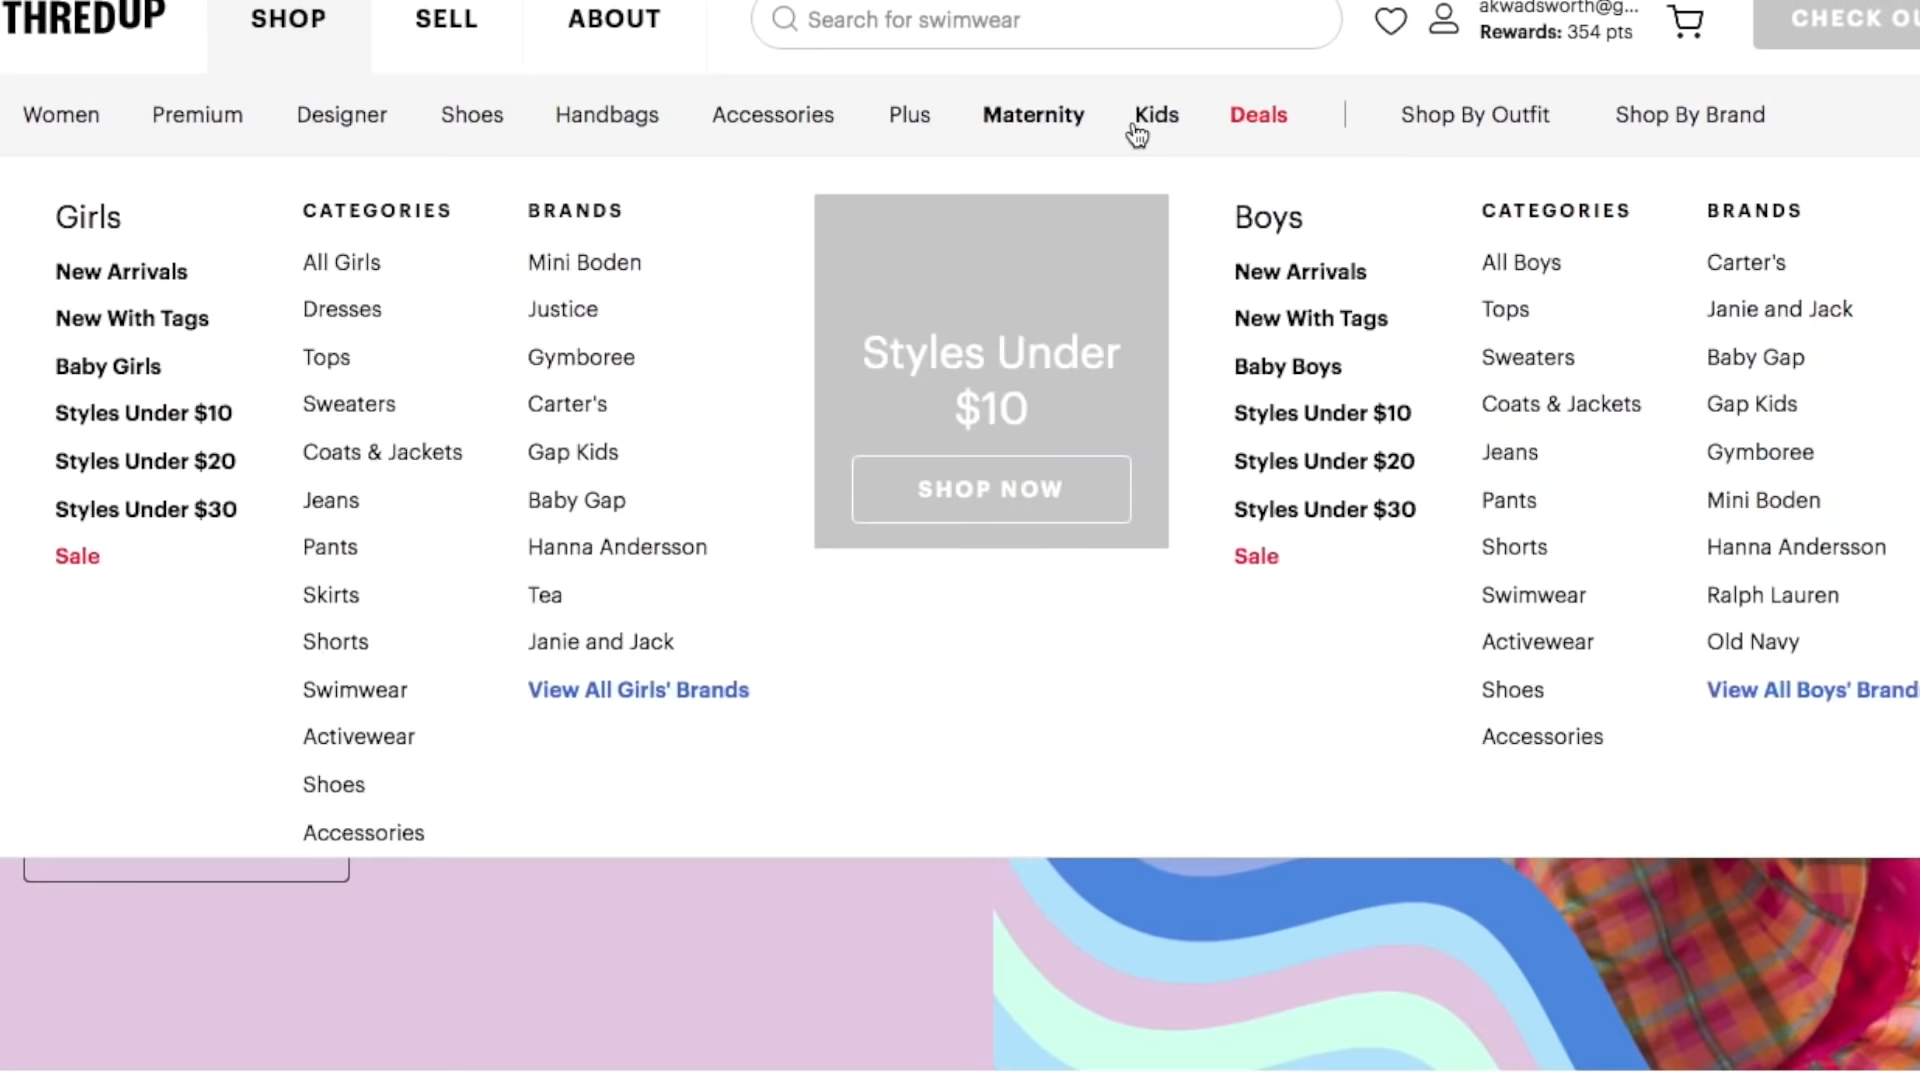 THREDUP
SHOP
SELL
ABOUT
Search for swimwear
akwadsworth@g...
Rewards: 354 pts
CHECK OU
Women
Premium
Designer
Shoes
Handbags
Accessories
Plus
Maternity
Kids
Deals
Shop By Outfit
Shop By Brand
Girls
New Arrivals
New With Tags
Baby Girls
Styles Under $10
Styles Under $20
Styles Under $30
Sale
CATEGORIES
All Girls
Dresses
Tops
Sweaters
Coats & Jackets
Jeans
Pants
Skirts
Shorts
Swimwear
Activewear
Shoes
Accessories
BRANDS
Mini Boden
Justice
Gymboree
Carter's
Gap Kids
Baby Gap
Hanna Andersson
Tea
Janie and Jack
View All Girls' Brands
Styles Under
$10
SHOP NOW
Boys
New Arrivals
New With Tags
Baby Boys
Styles Under $10
Styles Under $20
Styles Under $30
Sale
CATEGORIES
All Boys
Tops
Sweaters
Coats & Jackets
Jeans
Pants
Shorts
Swimwear
Activewear
Shoes
Accessories
BRANDS
Carter's
Janie and Jack
Baby Gap
Gap Kids
Gymboree
Mini Boden
Hanna Andersson
Ralph Lauren
Old Navy
View All Boys' Brand